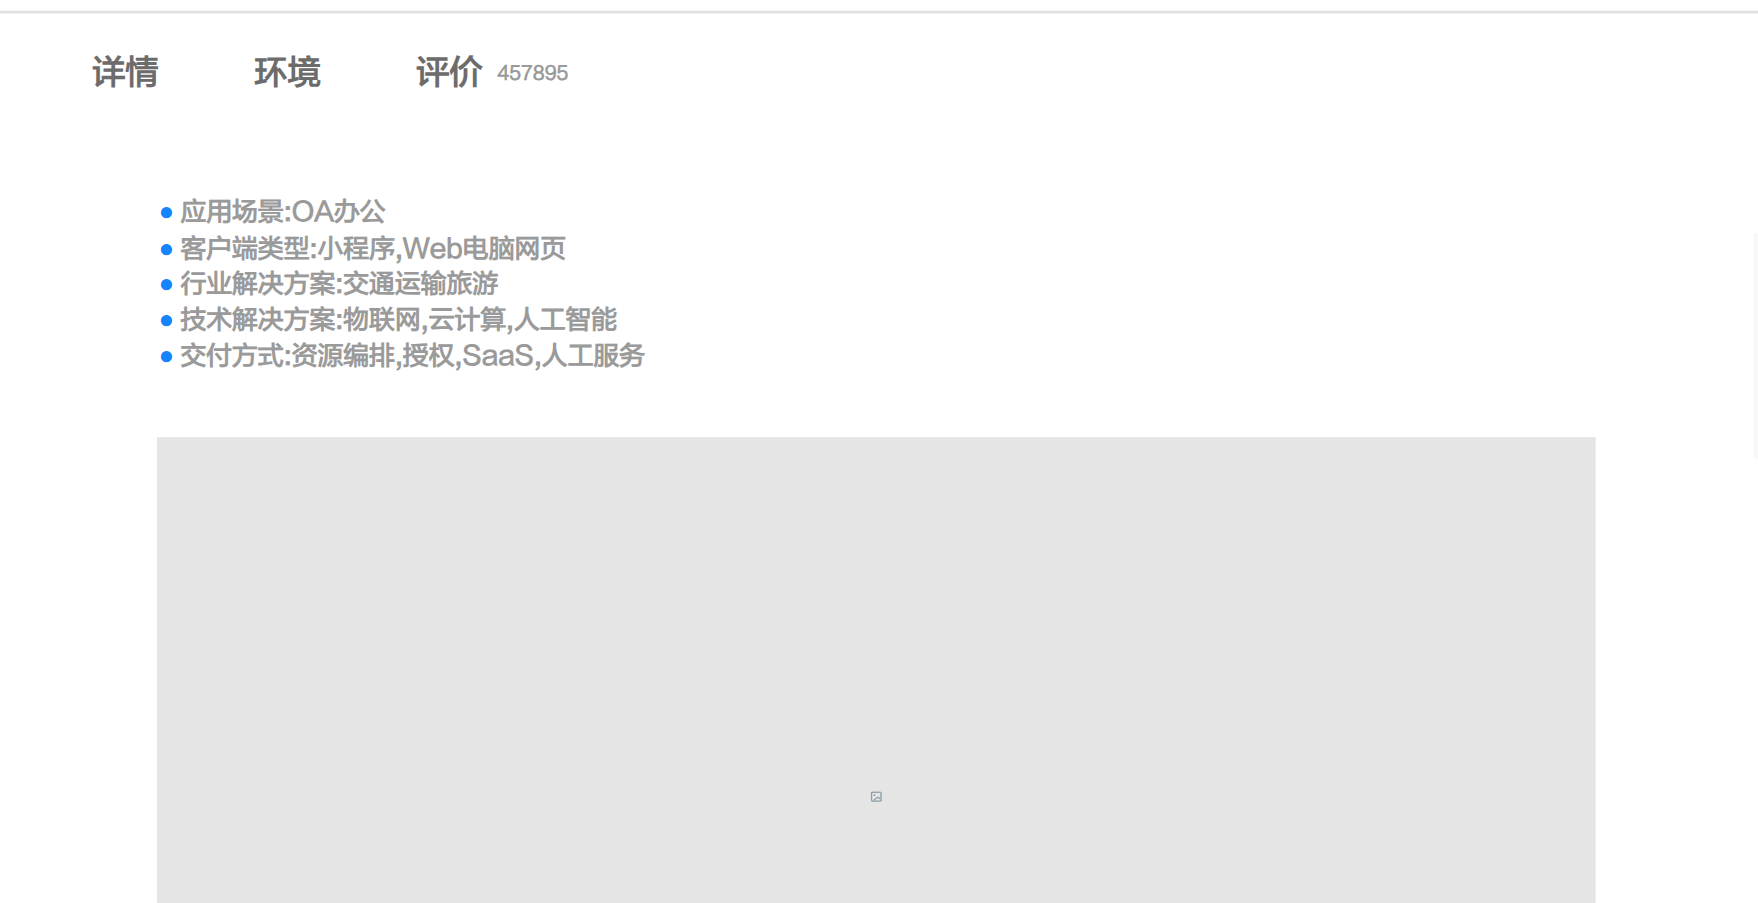 详情 环境 评价 457895
应用场景:OA办公
客户端类型:小程序,Web电脑网页
行业解决方案:交通运输旅游
技术解决方案:物联网,云计算,人工智能
交付方式:资源编排,授权,SaaS,人工服务